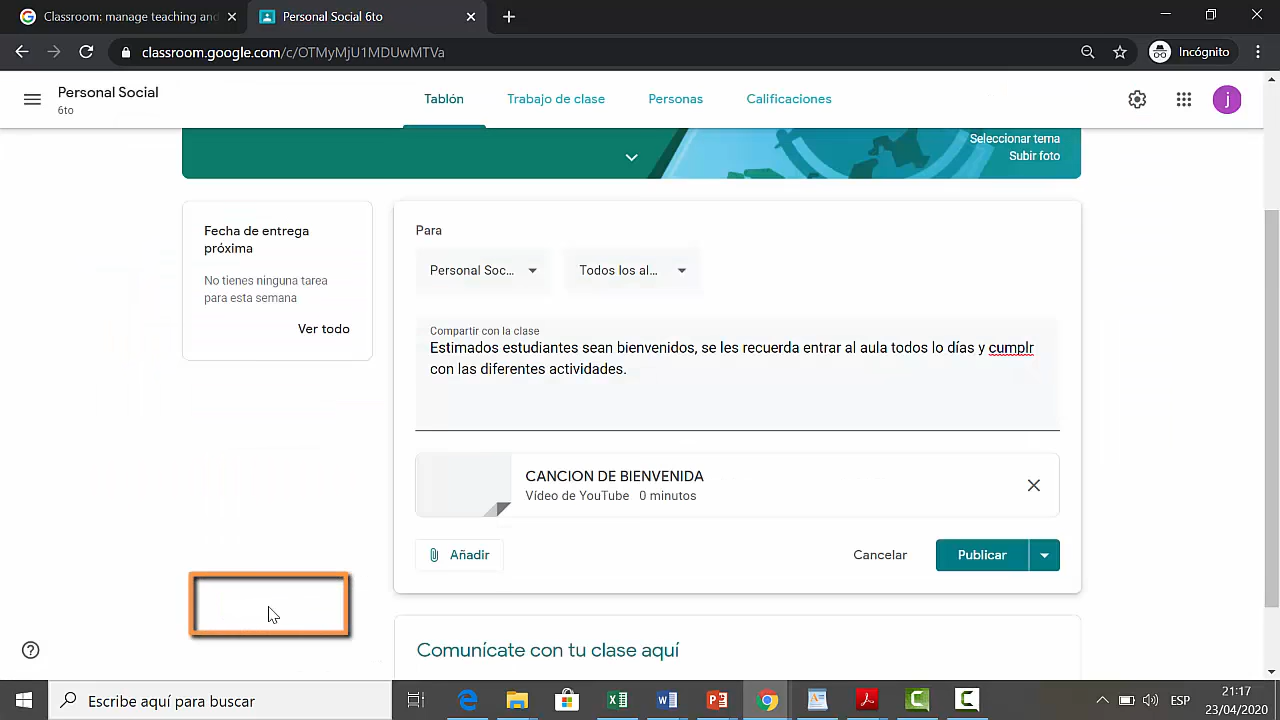 Classroom: manage teaching and
Personal Social 6to
classroom.google.com/c/OTMyMjU1MDUwMTVa
Incógnito
Personal Social
6to
Tablón
Trabajo de clase
Personas
Calificaciones
j
Seleccionar tema
Subir foto
Fecha de entrega
próxima
No tienes ninguna tarea
para esta semana
Ver todo
Para
Personal Soc...
Todos los al...
Compartir con la clase
Estimados estudiantes sean bienvenidos, se les recuerda entrar al aula todos lo días y cumplr
con las diferentes actividades.
CANCION DE BIENVENIDA
Vídeo de YouTube 0 minutos
Añadir
Cancelar
Publicar
Comunícate con tu clase aquí
Escribe aquí para buscar
ESP
21:17
23/04/2020